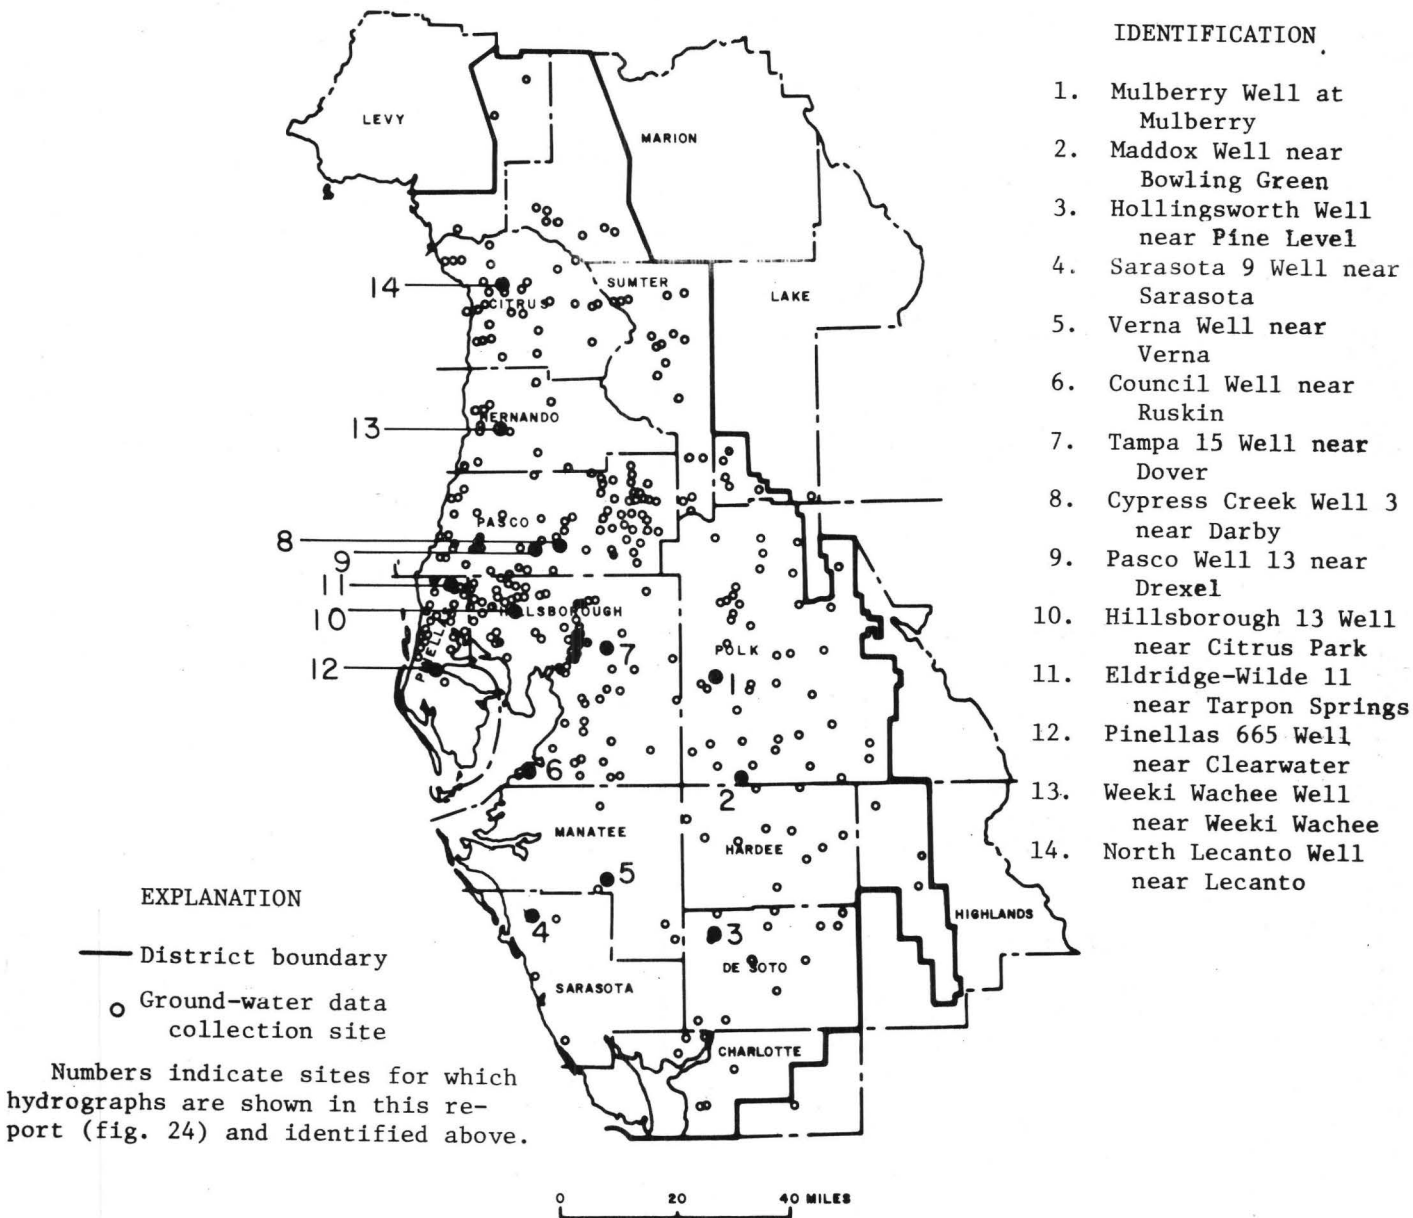 IDENTIFICATION
1. Mulberry Well at
Mulberry
2. Maddox Well near
Bowling Green
3. Hollingsworth Well
near Pine Level
4. Sarasota 9 Well near
Sarasota
5. Verna Well near
Verna
6. Council Well near
Ruskin
7. Tampa 15 Well near
Dover
8. Cypress Creek Well 3
near Darby
9. Pasco Well 13 near
Drexel
10. Hillsborough 13 Well
near Citrus Park
11. Eldridge-Wilde 11
near Tarpon Springs
12. Pinellas 665 Well
near Clearwater
13. Weeki Wachee Well
near Weeki Wachee
14. North Lecanto Well
near Lecanto
LEVY
MARION
SUMTER
LAKE
14
CITRUS
13
HERNANDO
PASCO
8
9
11
10
HILLSBOROUGH
PINELLAS
12
7
POLK
1
6
2
MANATEE
HARDEE
5
4
3
HIGHLANDS
DE SOTO
SARASOTA
CHARLOTTE
EXPLANATION
District boundary
Ground-water data
collection site
Numbers indicate sites for which
hydrographs are shown in this re-
port (fig. 24) and identified above.
0 20 40 MILES